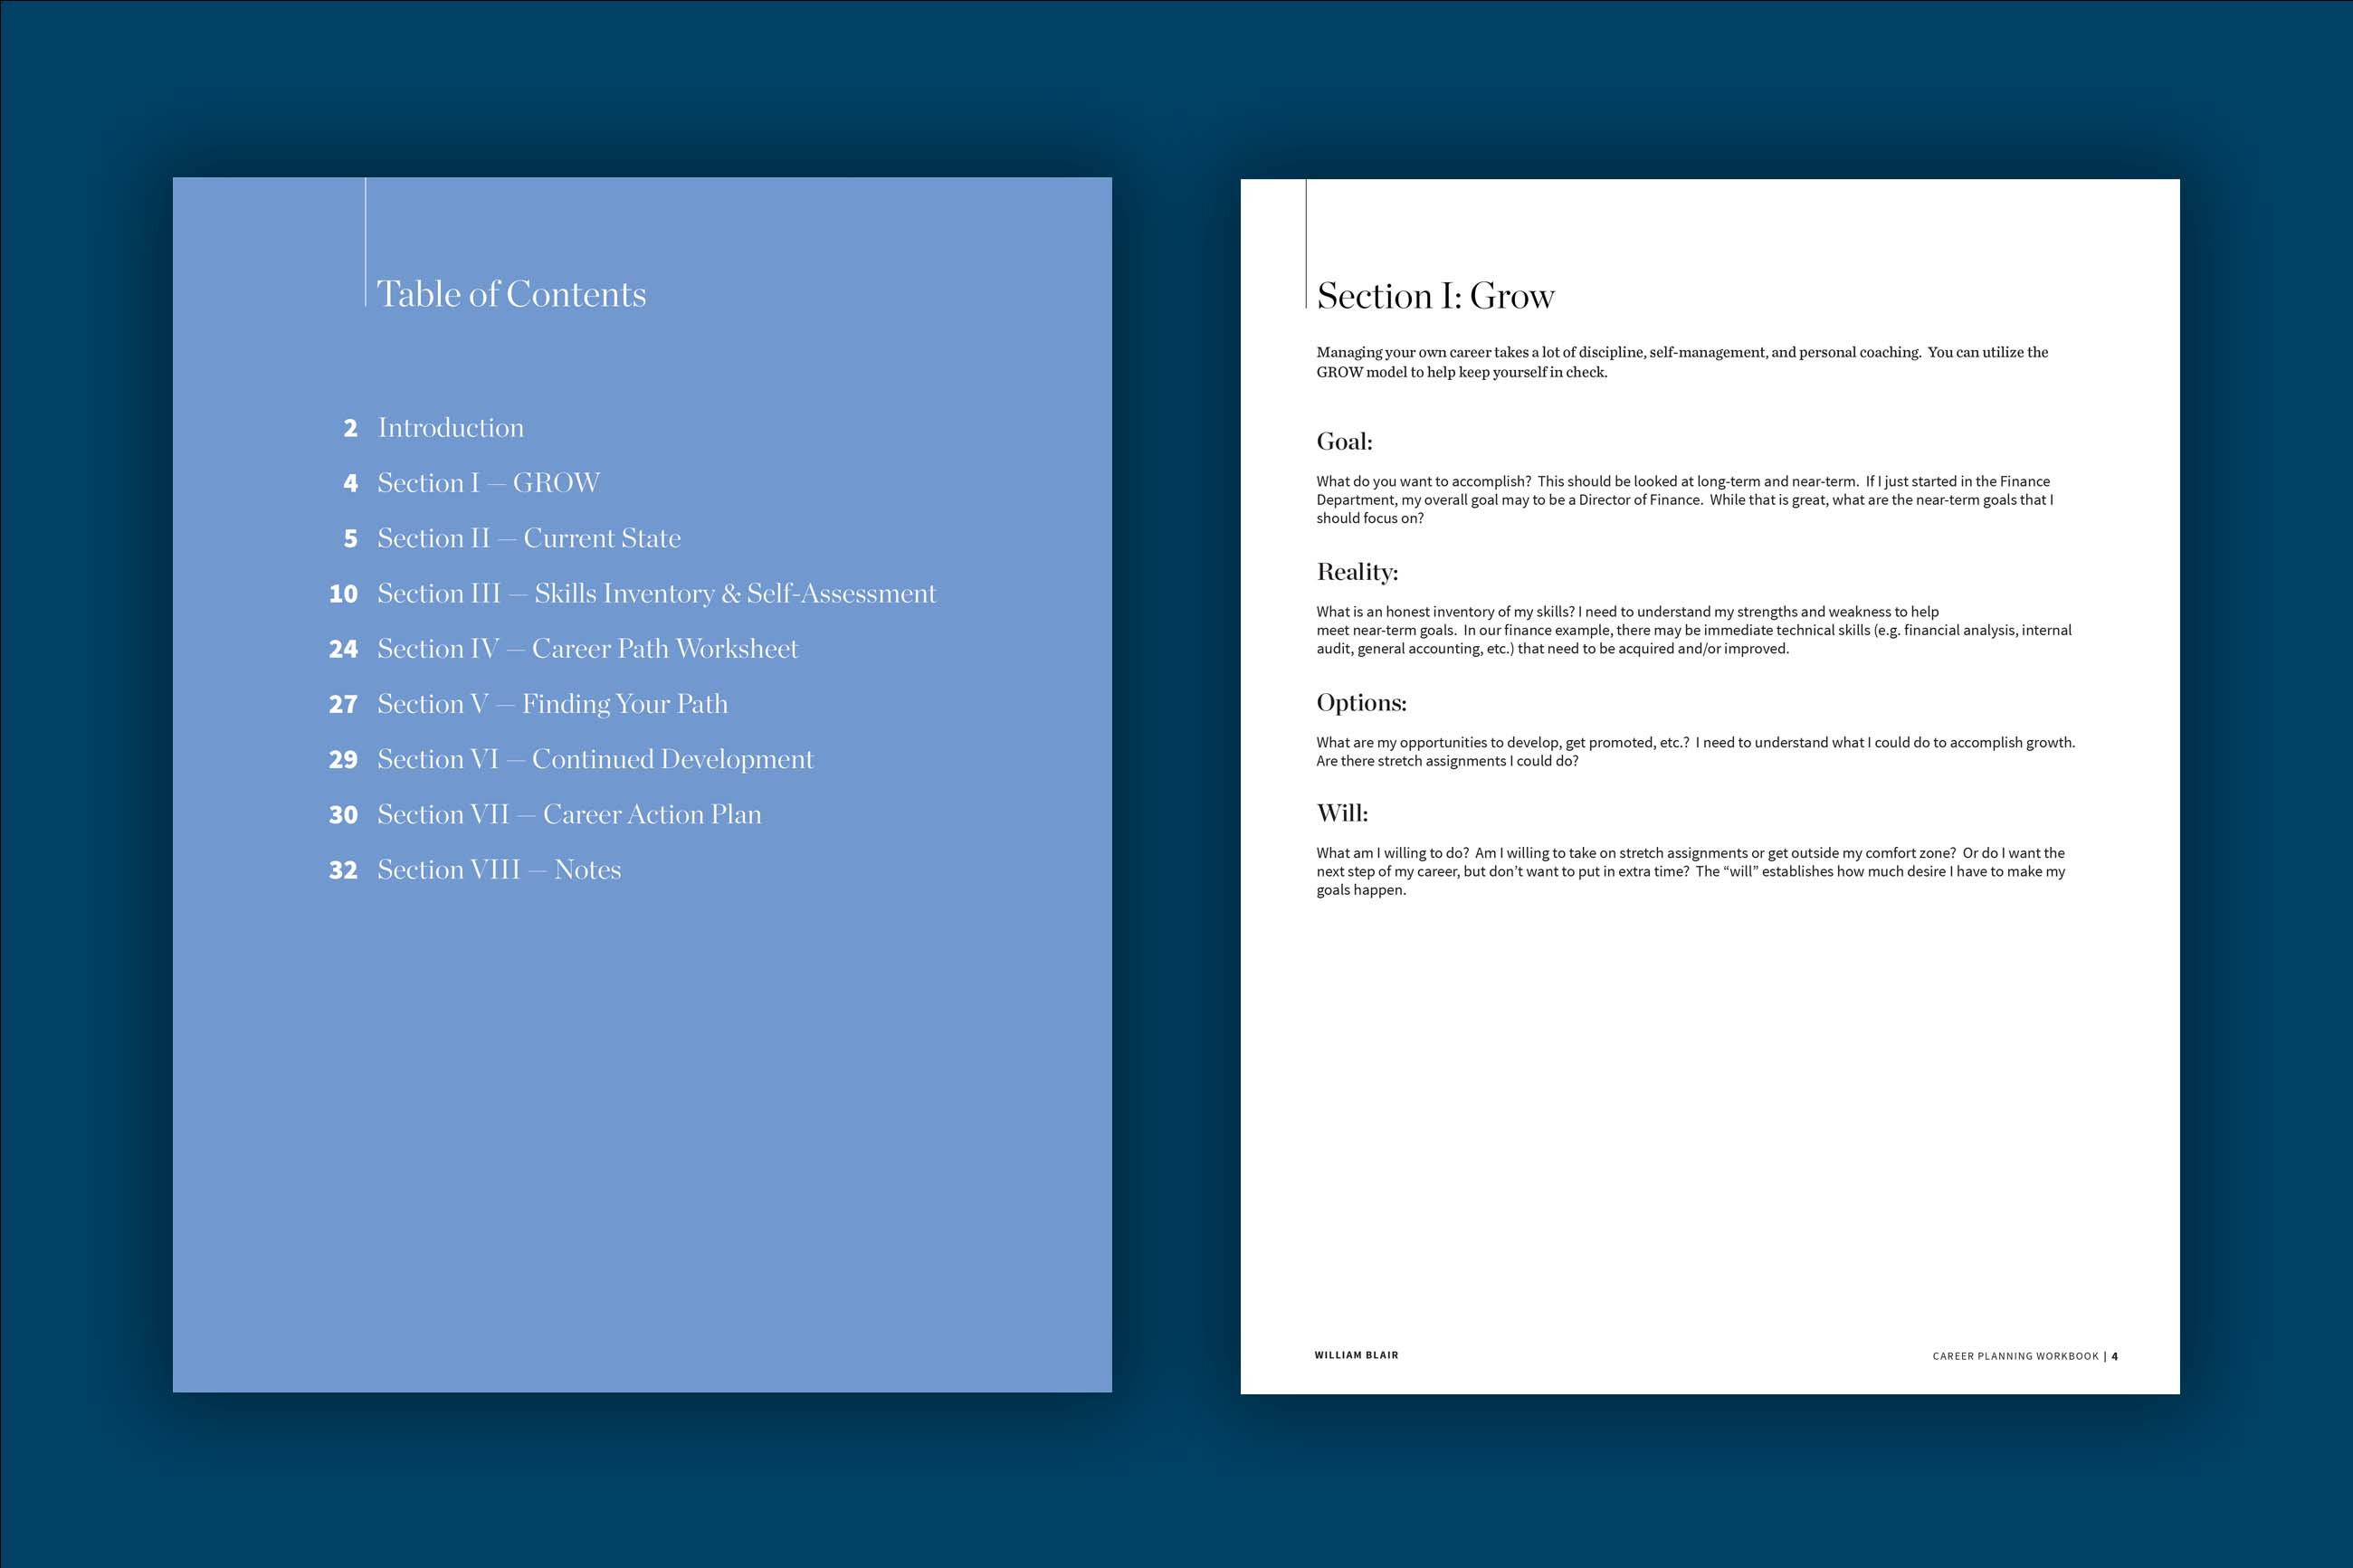 Table of Contents
2 Introduction
4 Section I — GROW
5 Section II — Current State
10 Section III — Skills Inventory & Self-Assessment
24 Section IV — Career Path Worksheet
27 Section V — Finding Your Path
29 Section VI — Continued Development
30 Section VII — Career Action Plan
32 Section VIII — Notes
Section I: Grow
Managing your own career takes a lot of discipline, self-management, and personal coaching.  You can utilize the
GROW model to help keep yourself in check.
Goal:
What do you want to accomplish?  This should be looked at long-term and near-term.  If I just started in the Finance
Department, my overall goal may to be a Director of Finance.  While that is great, what are the near-term goals that I
should focus on?
Reality:
What is an honest inventory of my skills? I need to understand my strengths and weakness to help
meet near-term goals.  In our finance example, there may be immediate technical skills (e.g. financial analysis, internal
audit, general accounting, etc.) that need to be acquired and/or improved.
Options:
What are my opportunities to develop, get promoted, etc.?  I need to understand what I could do to accomplish growth.
Are there stretch assignments I could do?
Will:
What am I willing to do?  Am I willing to take on stretch assignments or get outside my comfort zone?  Or do I want the
next step of my career, but don’t want to put in extra time?  The “will” establishes how much desire I have to make my
goals happen.
WILLIAM BLAIR
CAREER PLANNING WORKBOOK | 4